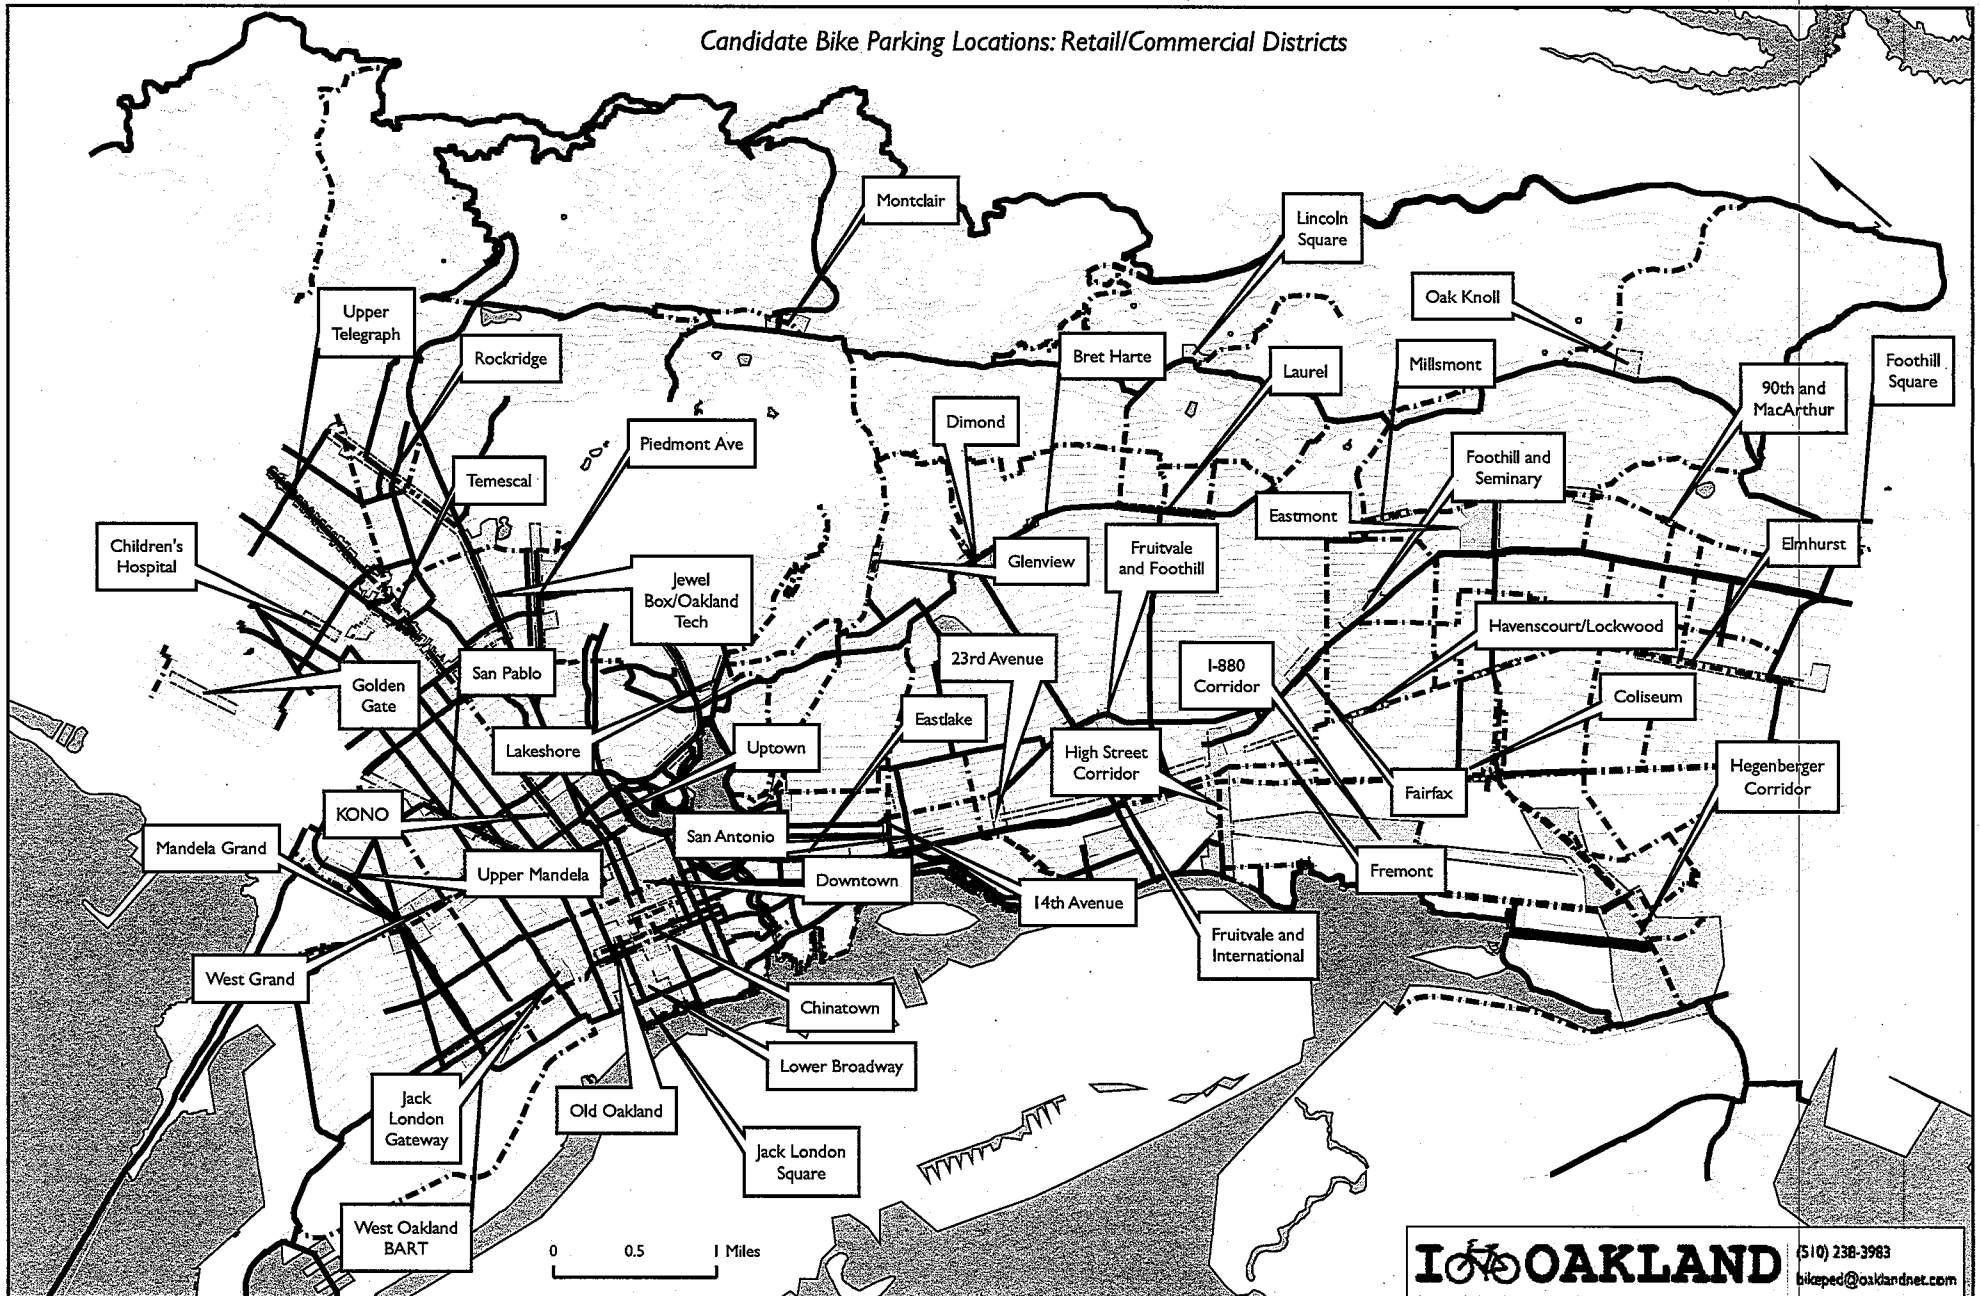 Candidate Bike Parking Locations: Retail/Commercial Districts
Montclair
Lincoln
Square
Oak Knoll
Upper
Telegraph
Rockridge
Bret Harte
Laurel
Millsmont
90th and
MacArthur
Foothill
Square
Dimond
Piedmont Ave
Temescal
Foothill and
Seminary
Eastmont
Elmhurst
Children's
Hospital
Jewel
Box/Oakland
Tech
Glenview
Fruitvale
and Foothill
Havenscourt/Lockwood
23rd Avenue
I-880
Corridor
San Pablo
Golden
Gate
Coliseum
Eastlake
Lakeshore
Uptown
High Street
Corridor
Fairfax
Hegenberger
Corridor
KONO
San Antonio
Mandela Grand
Upper Mandela
Downtown
Fremont
14th Avenue
Fruitvale and
International
West Grand
Chinatown
Lower Broadway
Jack
London
Gateway
Old Oakland
Jack London
Square
West Oakland
BART
0 0.5 1 Miles
I OAKLAND
(510) 238-3983
bikeped@oaklandnet.com